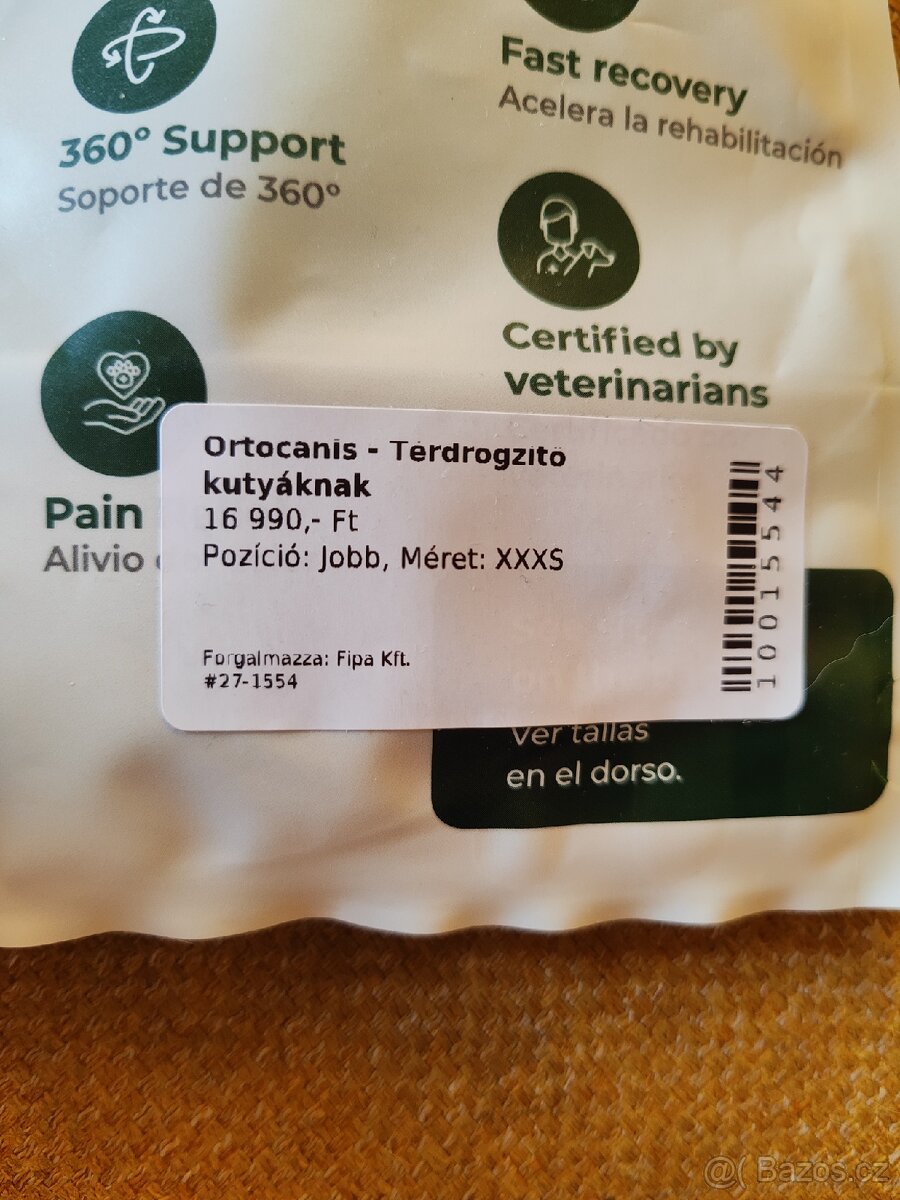 360° Support
Soporte de 360°
Fast recovery
Acelera la rehabilitación
Certified by
veterinarians
Pain
Alivio
Ortocanis - Térdrögzítő
kutyáknak
16 990,- Ft
Pozíció: Jobb, Méret: XXXS
Forgalmazza: Fipa Kft.
#27-1554
10015544
Ver tallas
en el dorso.
@( Bazos.cz